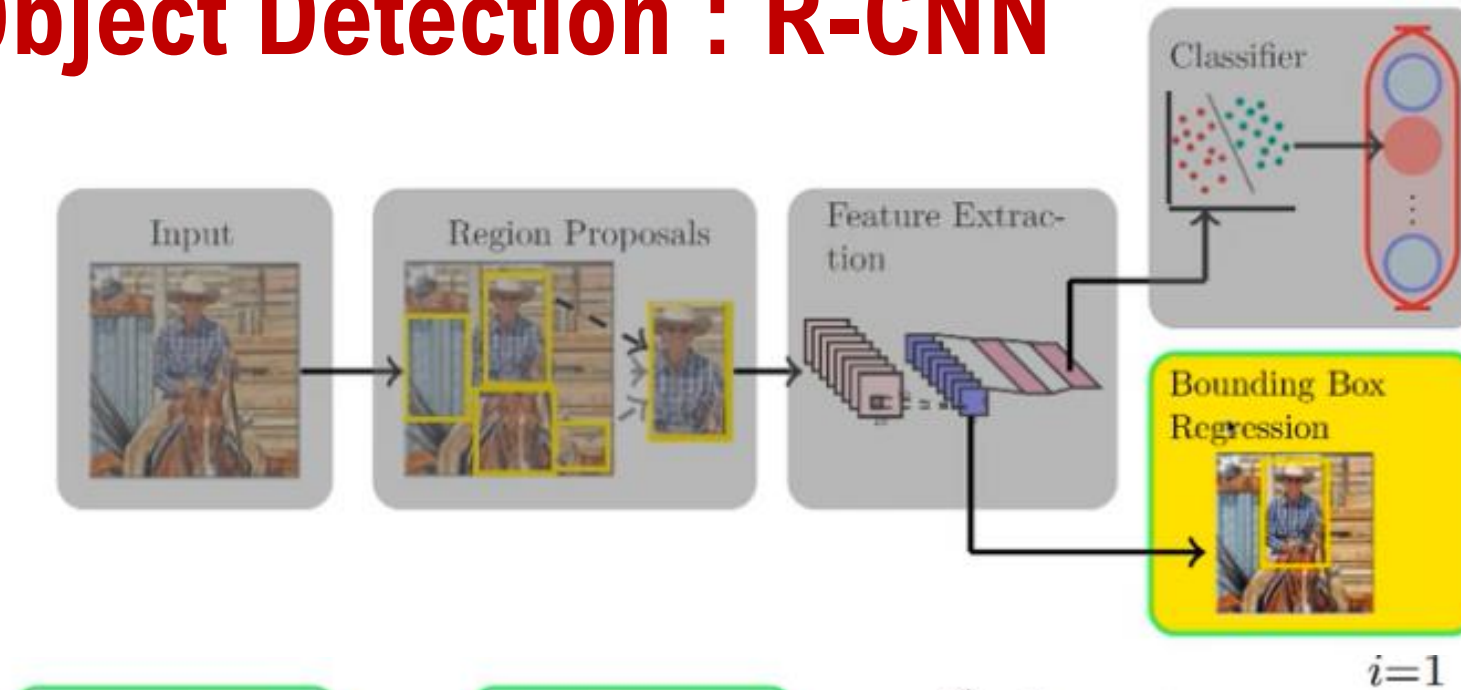 Object Detection : R-CNN
Classifier
Input
Region Proposals
Feature Extrac-
tion
Bounding Box
Regression
i=1